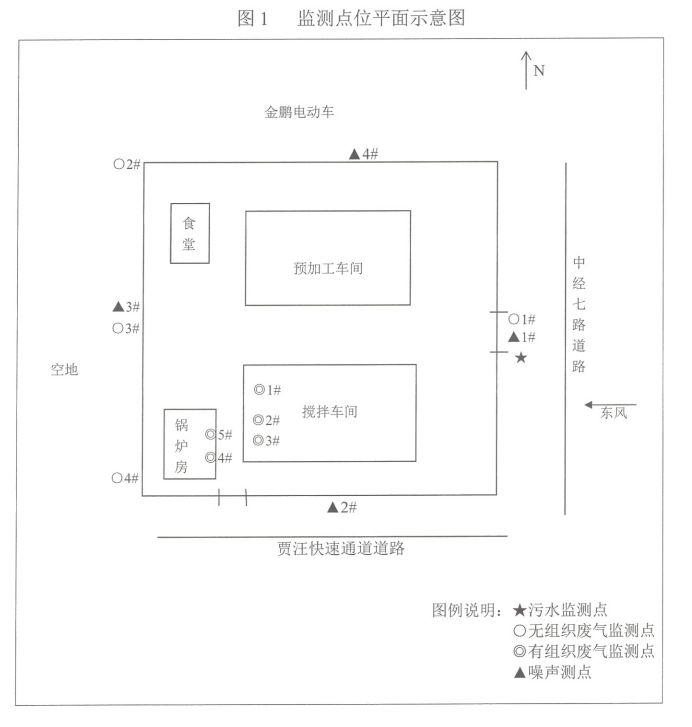 图1 监测点位平面示意图
N
金鹏电动车
▲4#
○2#
食堂
预加工车间
中经七路道路
▲3#
○3#
○1#
▲1#
★
空地
◎1#
搅拌车间
◎2#
◎3#
东风
锅炉房
◎5#
◎4#
○4#
▲2#
贾汪快速通道道路
图例说明：★污水监测点
○无组织废气监测点
◎有组织废气监测点
▲噪声测点